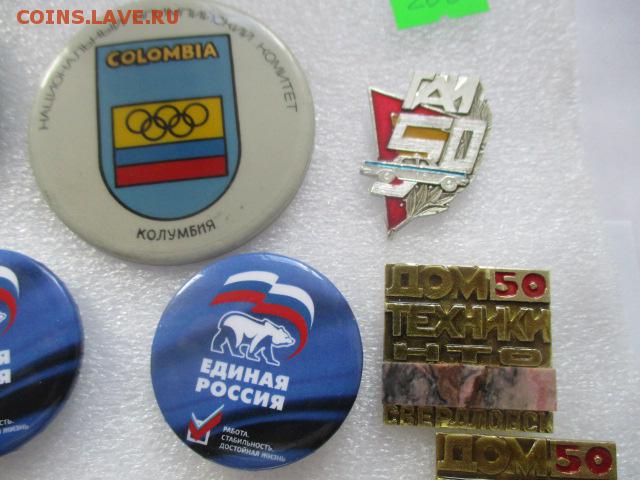 COINS.LAVE.RU
НАЦИОНАЛЬНЫЙ ОЛИМПИЙСКИЙ КОМИТЕТ
COLOMBIA
КОЛУМБИЯ
ГАИ
50
ДОМ 50
ТЕХНИКИ
НТО
СВЕРДЛОВСК
ЕДИНАЯ
РОССИЯ
РАБОТА,
СТАБИЛЬНОСТЬ,
ДОСТОЙНАЯ ЖИЗНЬ
ДОМ 50